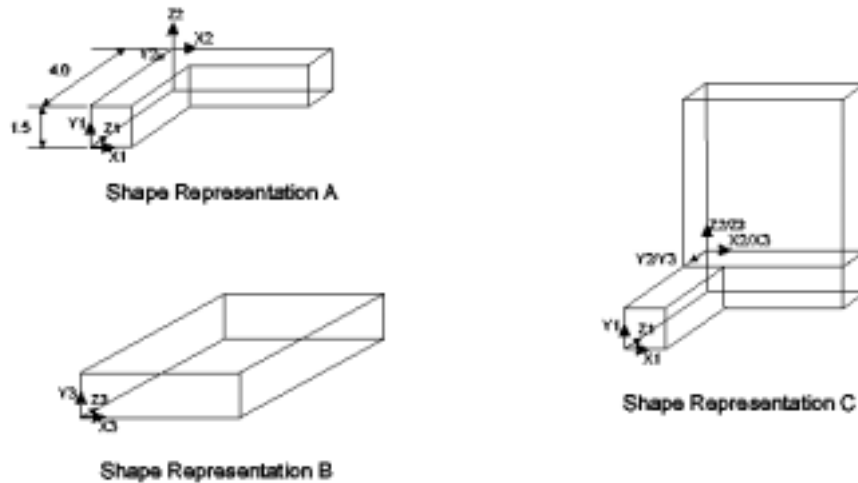 Z2
X2
Y2
4.0
1.5
Y1
Z1
X1
Shape Representation A
Y3
Z3
X3
Shape Representation B
Z2/Z3
X2/X3
Y2/Y3
Y1
Z1
X1
Shape Representation C